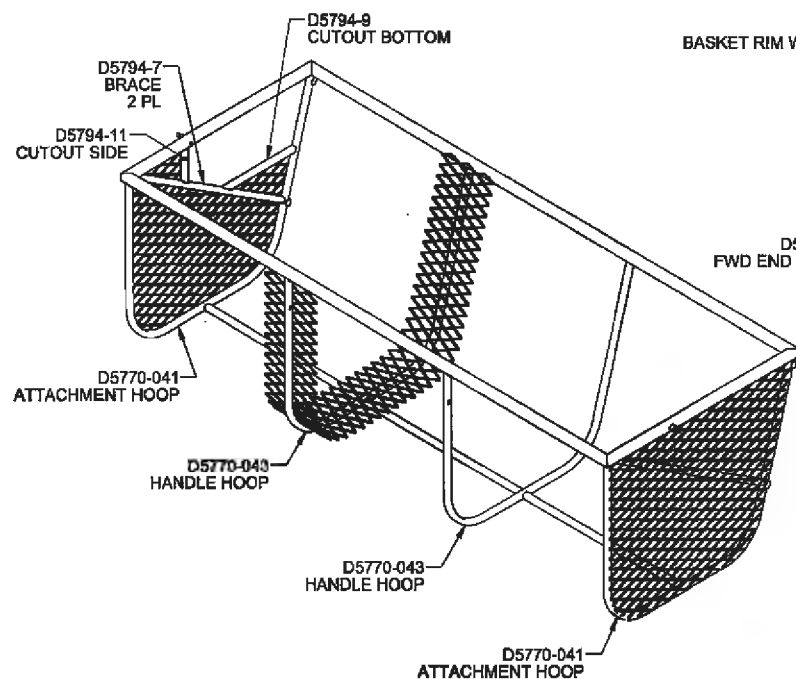 D5794-9
CUTOUT BOTTOM
BASKET RIM W
D5794-7
BRACE
2 PL
D5794-11
CUTOUT SIDE
D5
FWD END
D5770-041
ATTACHMENT HOOP
D5770-043
HANDLE HOOP
D5770-043
HANDLE HOOP
D5770-041
ATTACHMENT HOOP